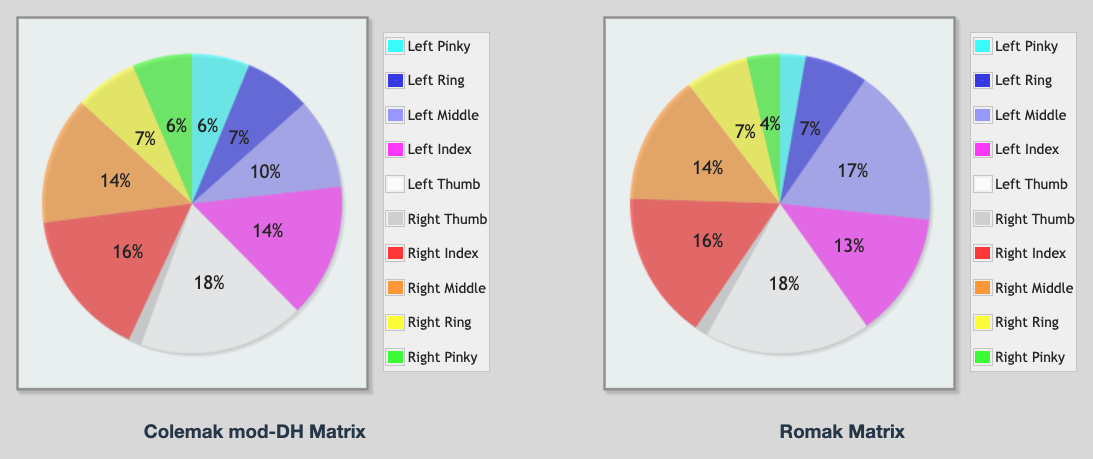 6%
7%
10%
14%
18%
16%
14%
7%
6%
Left Pinky
Left Ring
Left Middle
Left Index
Left Thumb
Right Thumb
Right Index
Right Middle
Right Ring
Right Pinky
Colemak mod-DH Matrix
7%
17%
13%
18%
16%
14%
7%
4%
Left Pinky
Left Ring
Left Middle
Left Index
Left Thumb
Right Thumb
Right Index
Right Middle
Right Ring
Right Pinky
Romak Matrix